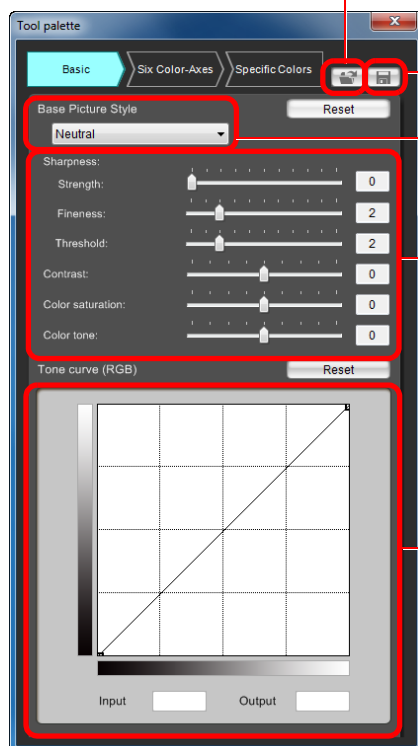 Tool palette
Basic Six Color-Axes Specific Colors
Base Picture Style Reset
Neutral
Sharpness:
Strength: 0
Fineness: 2
Threshold: 2
Contrast: 0
Color saturation: 0
Color tone: 0
Tone curve (RGB) Reset
Input Output